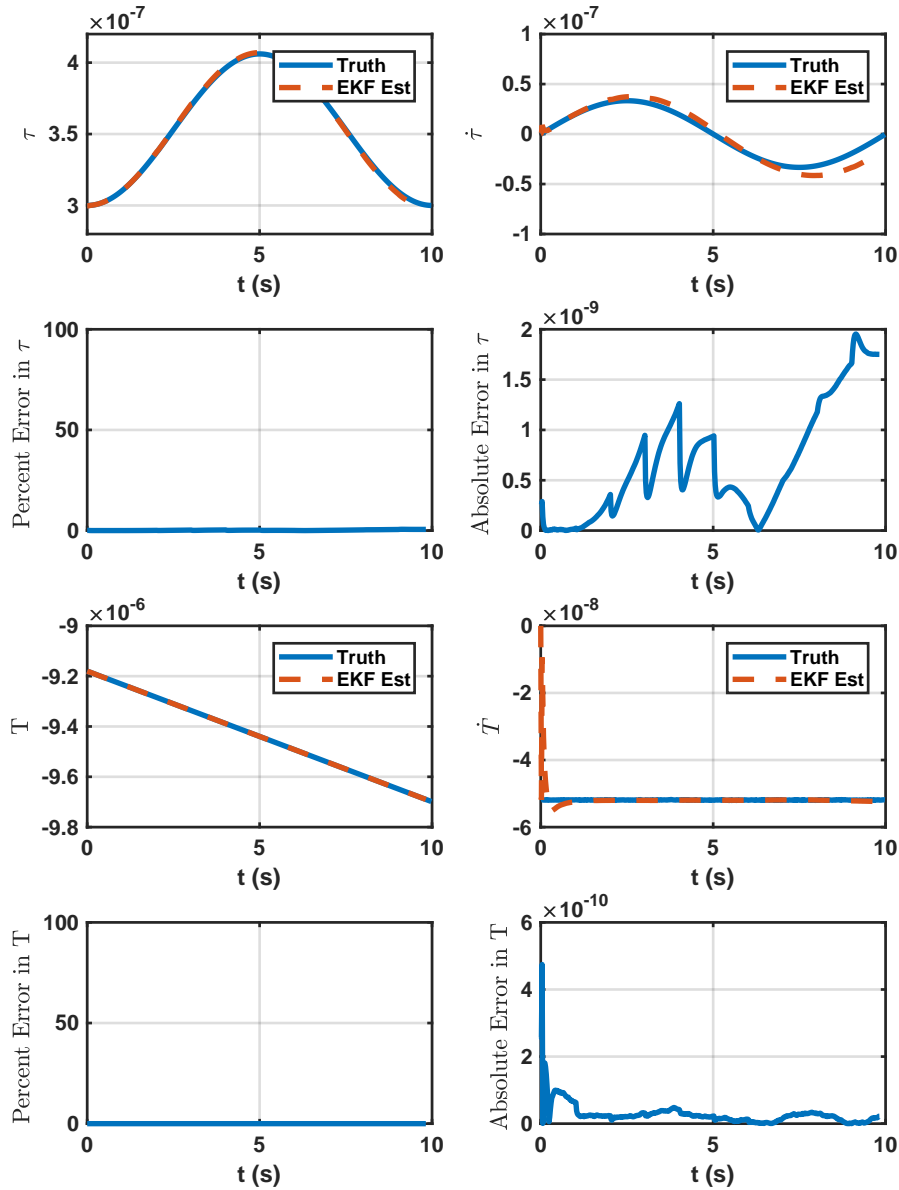 ×10⁻⁷
4
3.5
3
τ
Truth
EKF Est
0 5 10
t (s)
×10⁻⁷
1
0.5
0
-0.5
-1
τ̇
Truth
EKF Est
0 5 10
t (s)
100
50
0
Percent Error in τ
0 5 10
t (s)
×10⁻⁹
2
1.5
1
0.5
0
Absolute Error in τ
0 5 10
t (s)
×10⁻⁶
-9
-9.2
-9.4
-9.6
-9.8
T
Truth
EKF Est
0 5 10
t (s)
×10⁻⁸
0
-2
-4
-6
Ṫ
Truth
EKF Est
0 5 10
t (s)
100
50
0
Percent Error in T
0 5 10
t (s)
×10⁻¹⁰
6
4
2
0
Absolute Error in T
0 5 10
t (s)